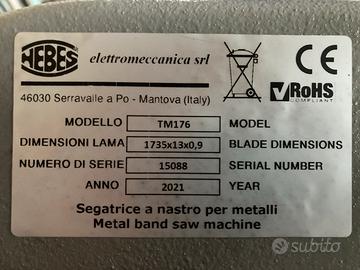 HEBES elettromeccanica srl CE
46030 Serravalle a Po - Mantova (Italy) RoHS
COMPLIANT
MODELLO TM176 MODEL
DIMENSIONI LAMA 1735x13x0,9 BLADE DIMENSIONS
NUMERO DI SERIE 15088 SERIAL NUMBER
ANNO 2021 YEAR
Segatrice a nastro per metalli
Metal band saw machine
subito